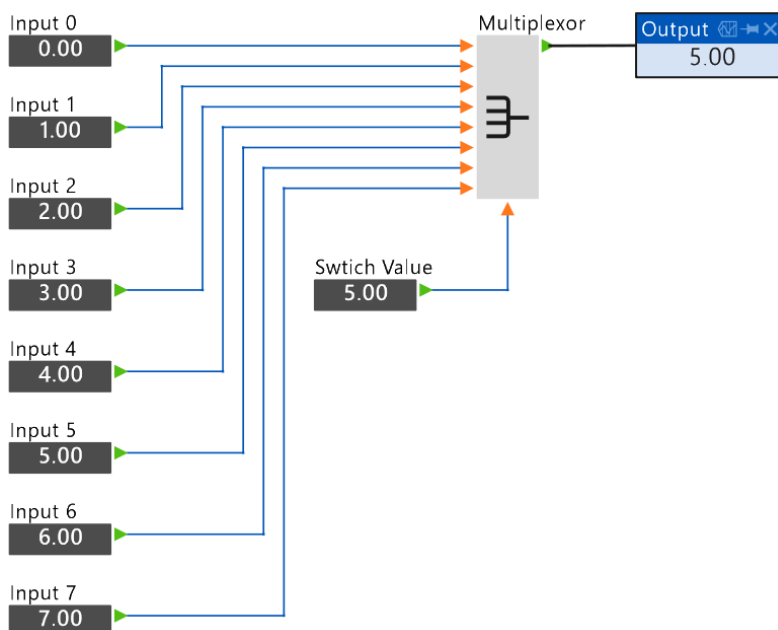 Input 0
0.00
Input 1
1.00
Input 2
2.00
Input 3
3.00
Input 4
4.00
Input 5
5.00
Input 6
6.00
Input 7
7.00
Multiplexor
Swtich Value
5.00
Output
5.00